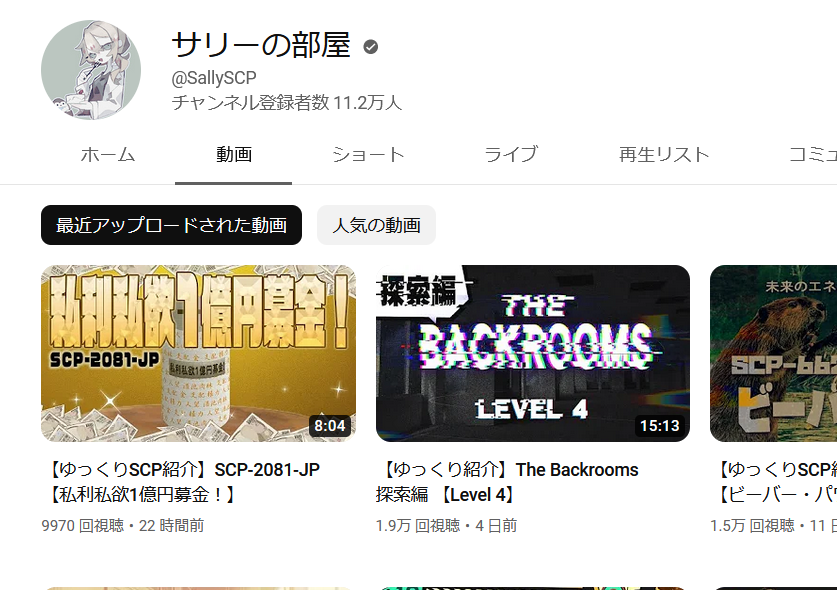 サリーの部屋
@SallySCP
チャンネル登録者数 11.2万人
ホーム
動画
ショート
ライブ
再生リスト
最近アップロードされた動画
人気の動画
私利私欲1億円募金！
SCP-2081-JP
私利私欲1億円募金
8:04
探索編
THE
BACKROOMS
LEVEL 4
15:13
未来のエネ
SCP-662
ビーバ
【ゆっくりSCP紹介】SCP-2081-JP
【私利私欲1億円募金！】
9970 回視聴・22 時間前
【ゆっくり紹介】The Backrooms
探索編 【Level 4】
1.9万 回視聴・4 日前
【ゆっくりSCP紹
【ビーバー・パワ
1.5万 回視聴・11 日